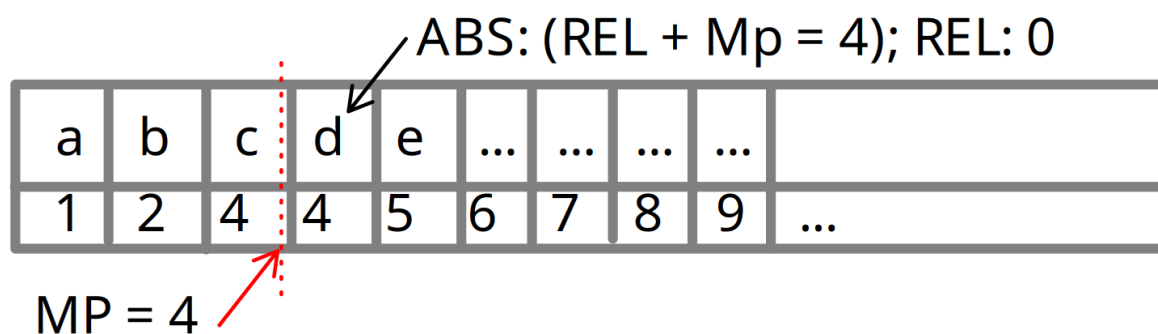 ABS: (REL + Mp = 4); REL: 0
a b c d e ... ... ... ...
1 2 4 4 5 6 7 8 9 ...
MP = 4